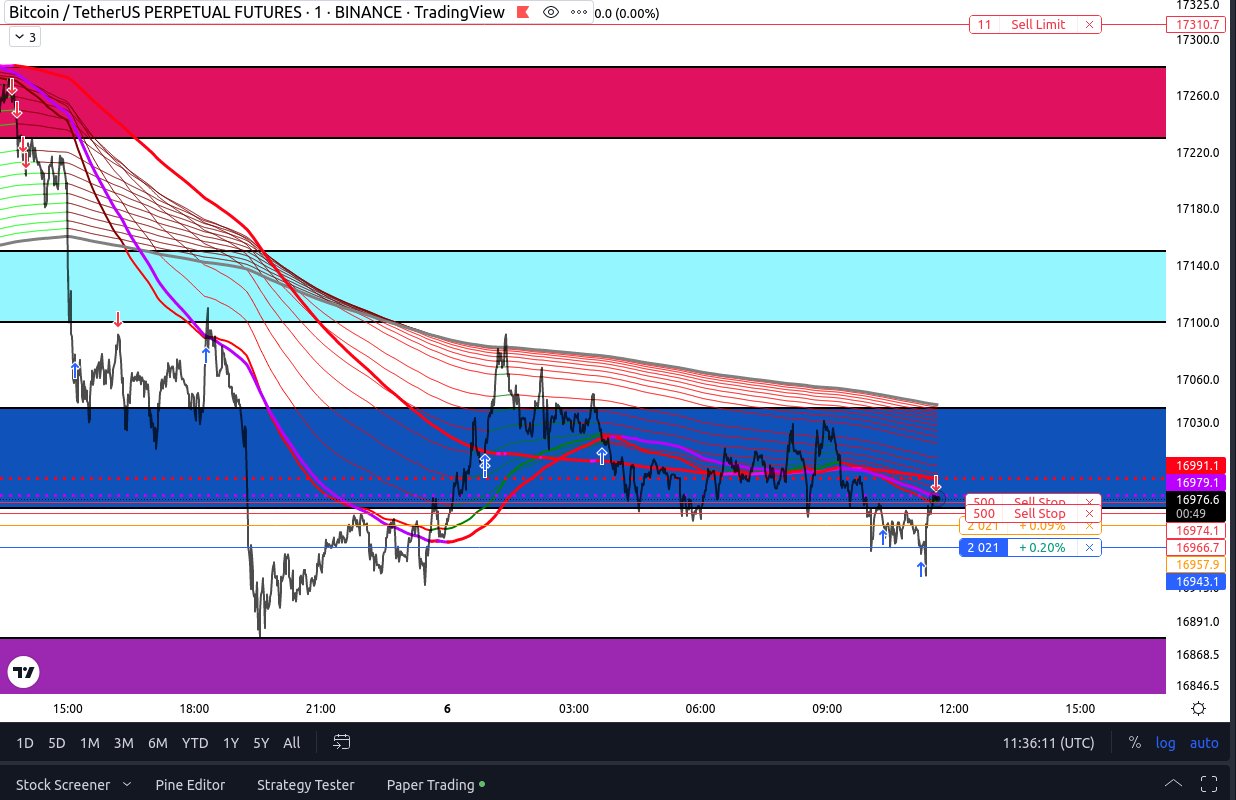 Bitcoin / TetherUS PERPETUAL FUTURES · 1 · BINANCE · TradingView 0.0 (0.00%)
3
17325.0
11 Sell Limit 17310.7
17300.0
17260.0
17220.0
17180.0
17140.0
17100.0
17060.0
17030.0
16991.1
16979.1
16976.6
00:49
500 Sell Stop
500 Sell Stop
2 021 +0.09% 16974.1
2 021 +0.20% 16966.7
16957.9
16943.1
16891.0
16868.5
16846.5
15:00 18:00 21:00 6 03:00 06:00 09:00 12:00 15:00
1D 5D 1M 3M 6M YTD 1Y 5Y All 11:36:11 (UTC) % log auto
Stock Screener Pine Editor Strategy Tester Paper Trading